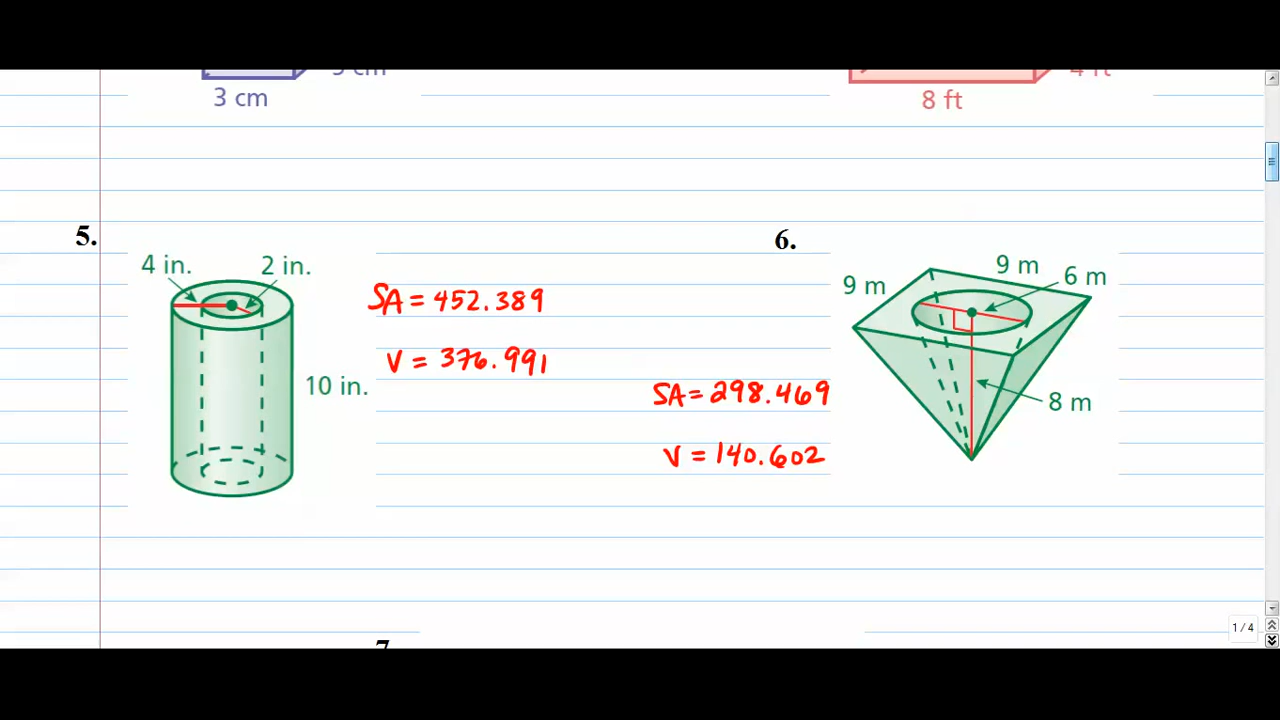 3 cm
8 ft
5.
4 in.
2 in.
10 in.
SA = 452.389
V = 376.991
6.
9 m
9 m
6 m
8 m
SA = 298.469
V = 140.602
1 / 4